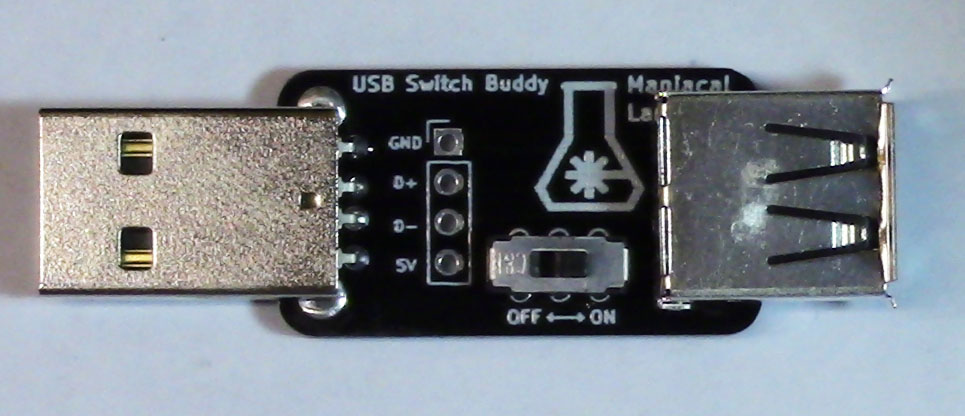 USB Switch Buddy
Maniacal
GND
D+
D-
5V
OFF ↔ ON